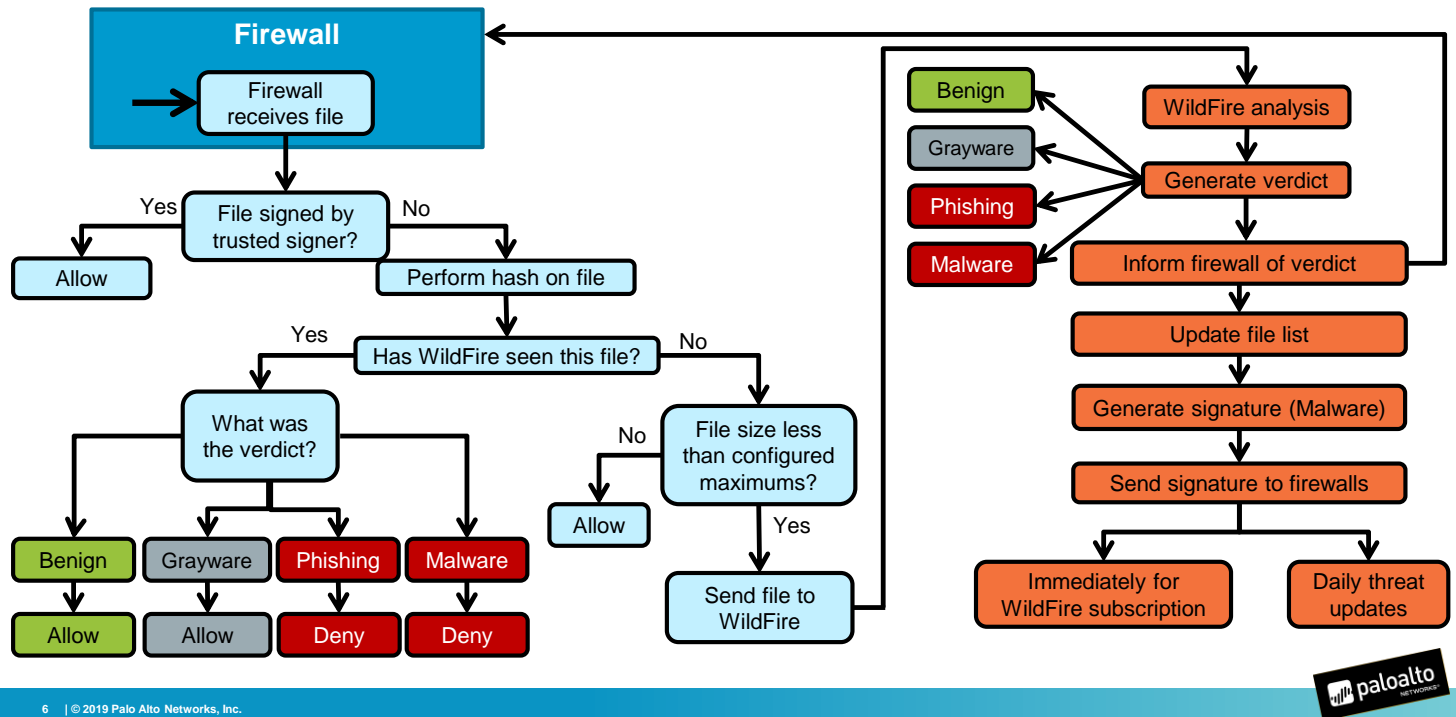 Firewall
Firewall
receives file
Yes
File signed by
trusted signer?
No
Allow
Perform hash on file
Yes
Has WildFire seen this file?
No
What was
the verdict?
No
File size less
than configured
maximums?
Allow
Yes
Benign
Grayware
Phishing
Malware
Allow
Allow
Deny
Deny
Send file to
WildFire
WildFire analysis
Generate verdict
Benign
Grayware
Phishing
Malware
Inform firewall of verdict
Update file list
Generate signature (Malware)
Send signature to firewalls
Immediately for
WildFire subscription
Daily threat
updates
6 | © 2019 Palo Alto Networks, Inc.
paloalto
NETWORKS®